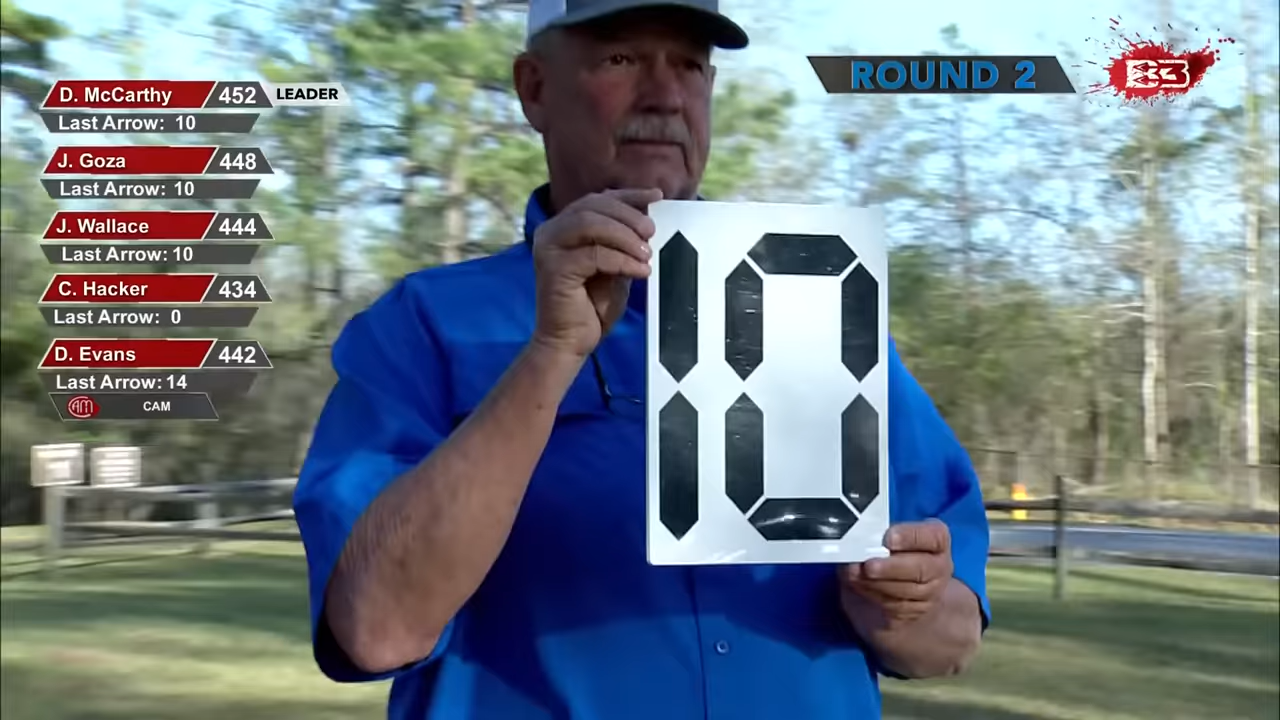 D. McCarthy 452 LEADER
Last Arrow: 10
J. Goza 448
Last Arrow: 10
J. Wallace 444
Last Arrow: 10
C. Hacker 434
Last Arrow: 0
D. Evans 442
Last Arrow: 14
AM CAM
ROUND 2
B3
10